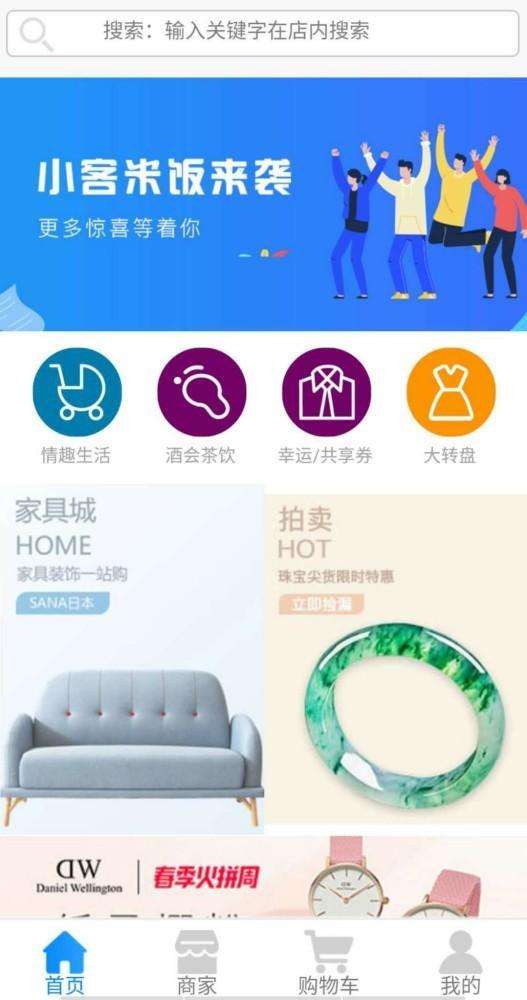 搜索：输入关键字在店内搜索
小客米饭来袭
更多惊喜等着你
情趣生活
酒会茶饮
幸运/共享券
大转盘
家具城
HOME
家具装饰一站购
SANA日本
拍卖
HOT
珠宝尖货限时特惠
立即捡漏
DW
Daniel Wellington
春季火拼周
首页
商家
购物车
我的